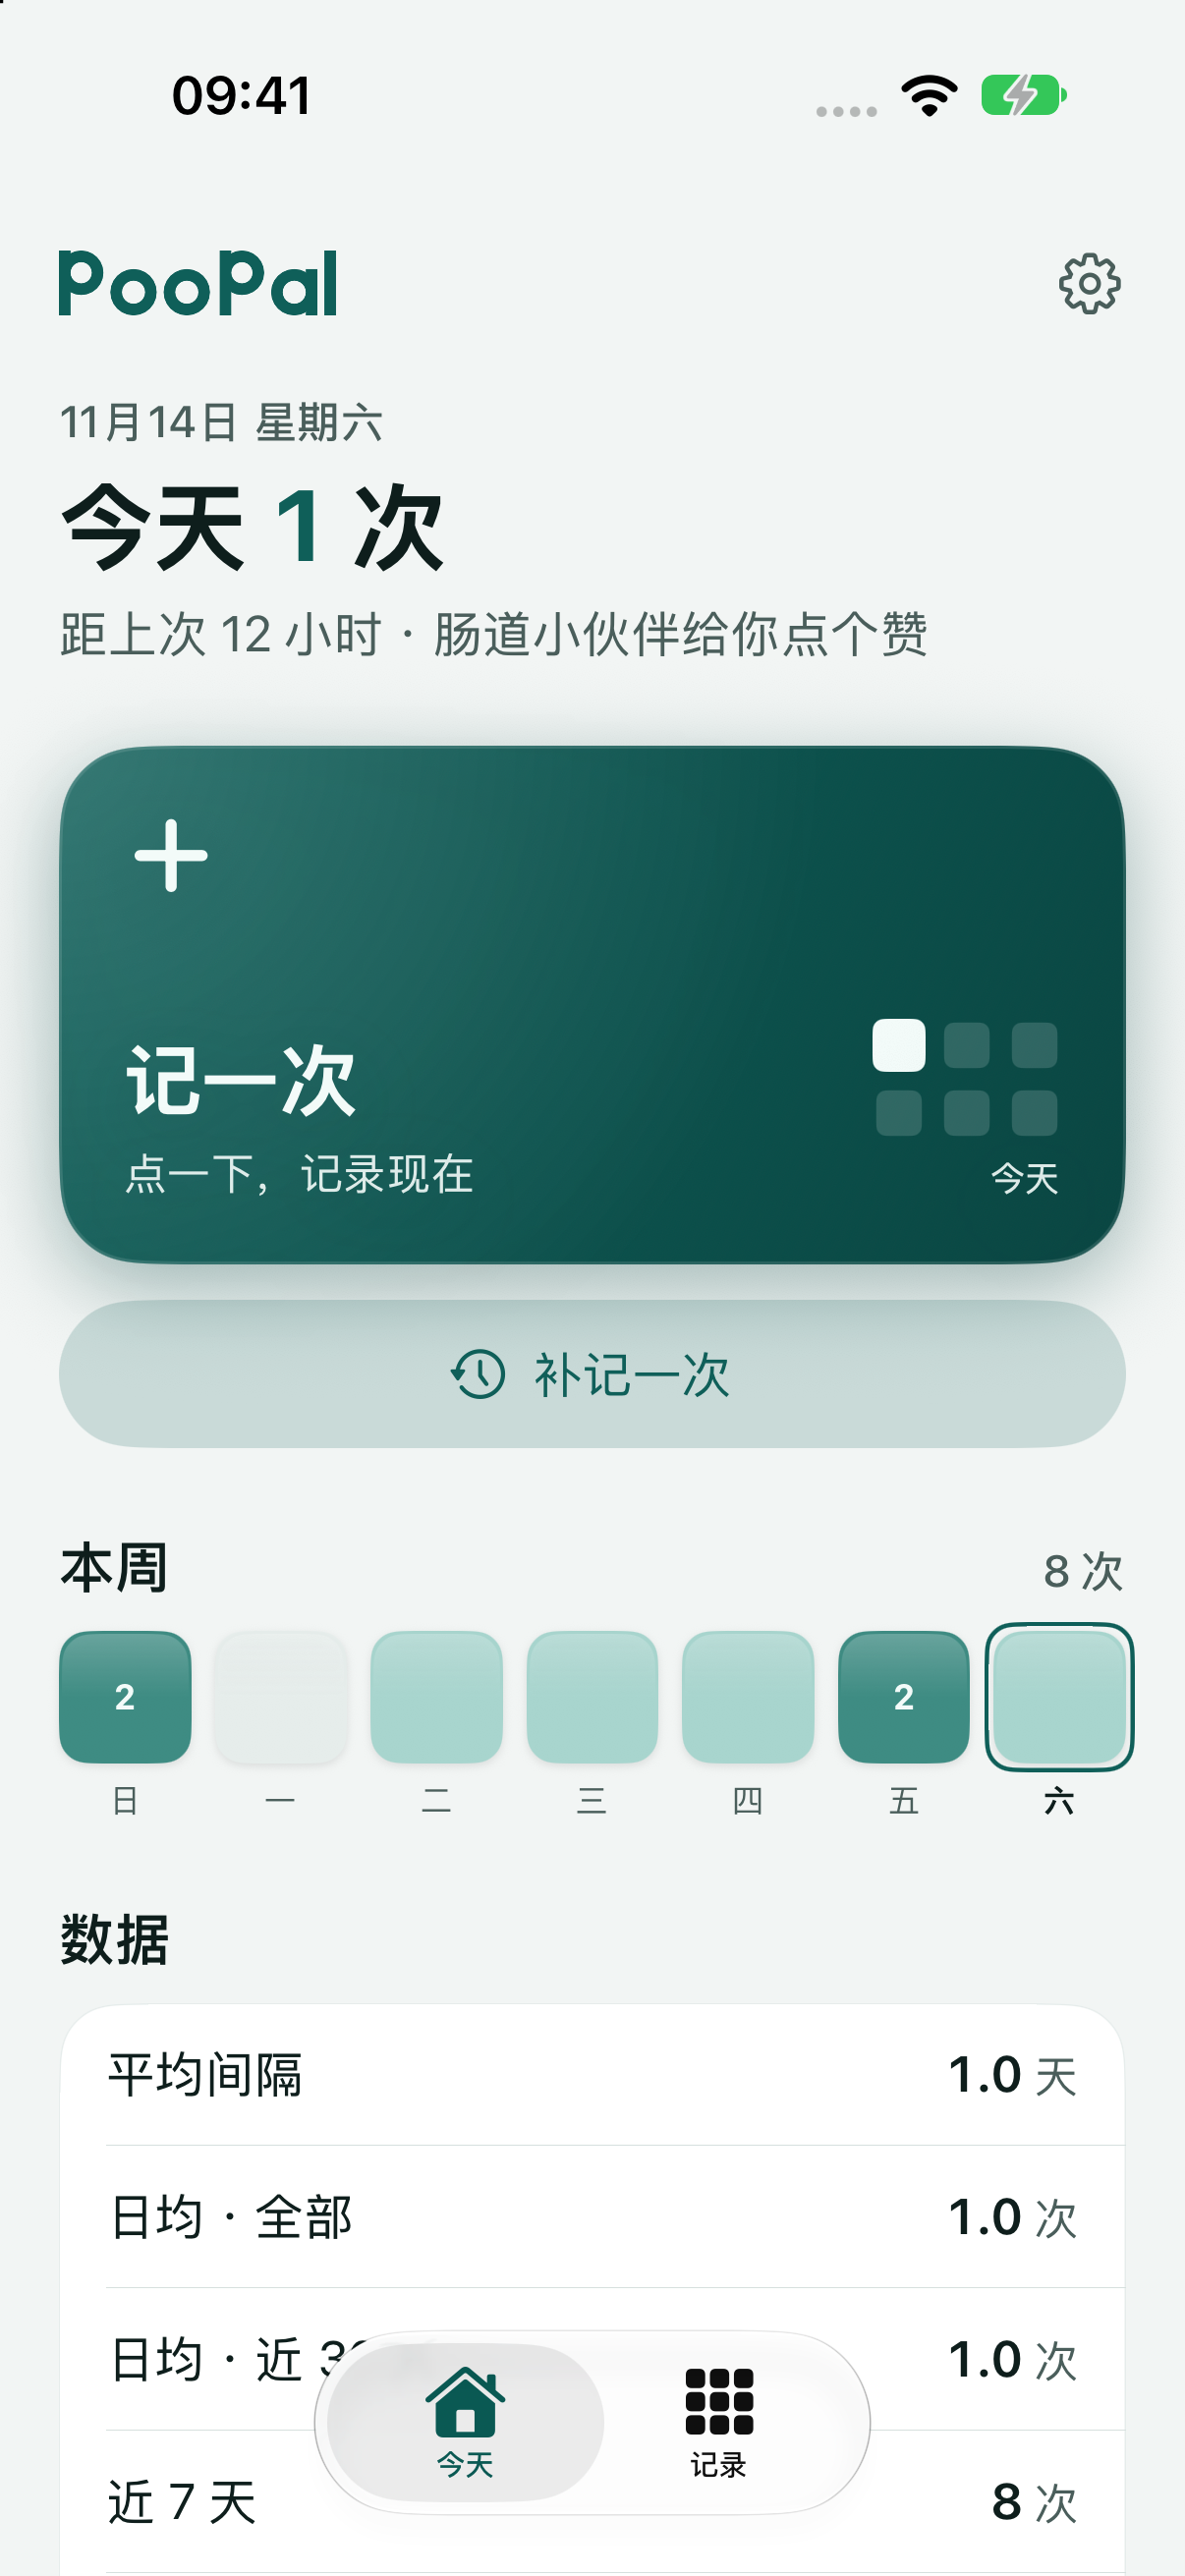 09:41
PooPal
11月14日 星期六
今天 1 次
距上次 12 小时 · 肠道小伙伴给你点个赞
记一次
点一下，记录现在
今天
补记一次
本周
8 次
2
2
日 一 二 三 四 五 六
数据
平均间隔
1.0 天
日均 · 全部
1.0 次
日均 · 近
1.0 次
近 7 天
8 次
今天
记录